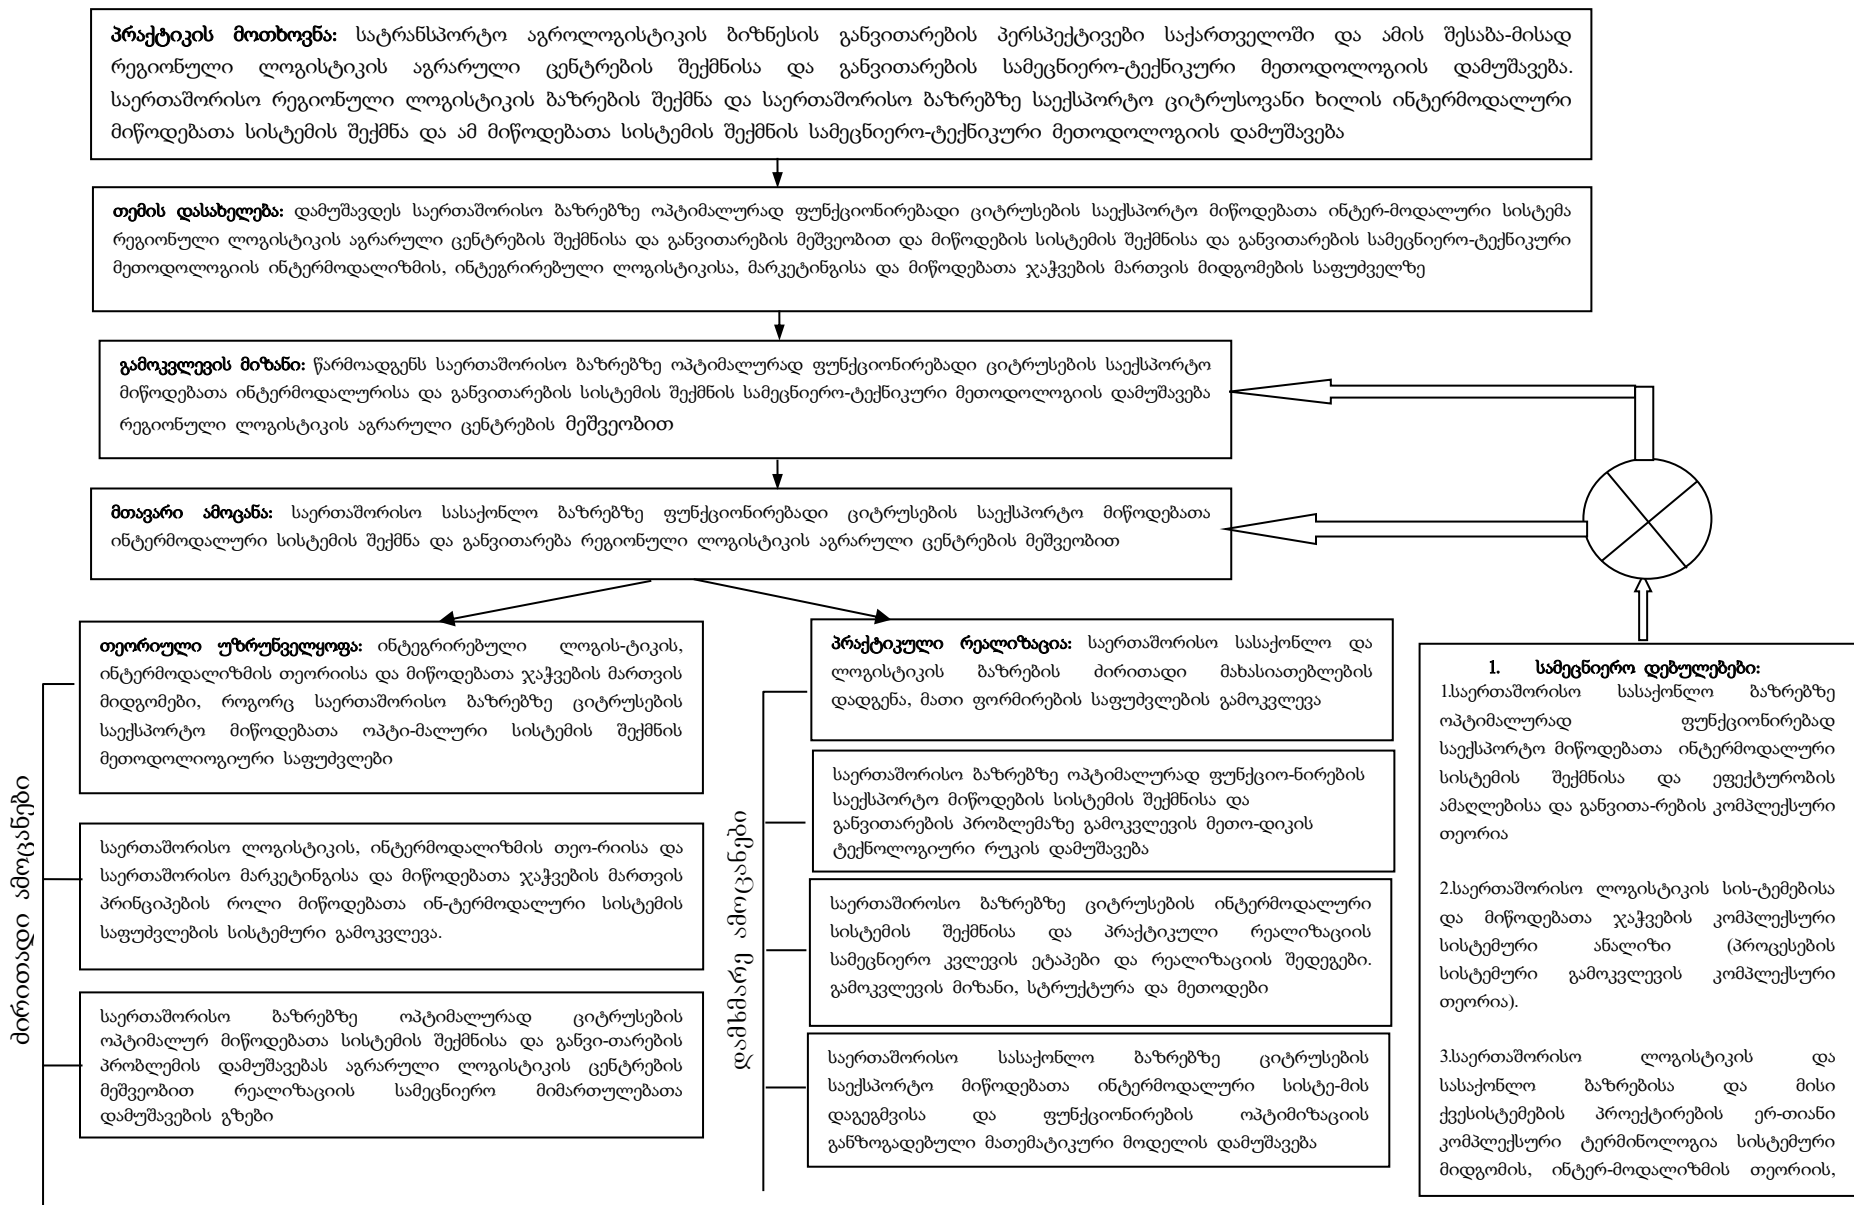 პრაქტიკის მოთხოვნა: სატრანსპორტო აგროლოგისტიკის ბიზნესის განვითარების პერსპექტივები საქართველოში და ამის შესაბა-მისად
რეგიონული ლოგისტიკის აგრარული ცენტრების შექმნისა და განვითარების სამეცნიერო-ტექნიკური მეთოდოლოგიის დამუშავება.
საერთაშორისო რეგიონული ლოგისტიკის ბაზრების შექმნა და საერთაშორისო ბაზრებზე საექსპორტო ციტრუსოვანი ხილის ინტერმოდალური
მიწოდებათა სისტემის შექმნა და ამ მიწოდებათა სისტემის შექმნის სამეცნიერო-ტექნიკური მეთოდოლოგიის დამუშავება
თემის დასახელება: დამუშავდეს საერთაშორისო ბაზრებზე ოპტიმალურად ფუნქციონირებადი ციტრუსების საექსპორტო მიწოდებათა ინტერ-მოდალური სისტემა
რეგიონული ლოგისტიკის აგრარული ცენტრების შექმნისა და განვითარების მეშვეობით და მიწოდების სისტემის შექმნისა და განვითარების სამეცნიერო-ტექნიკური
მეთოდოლოგიის ინტერმოდალიზმის, ინტეგრირებული ლოგისტიკისა, მარკეტინგისა და მიწოდებათა ჯაჭვების მართვის მიდგომების საფუძველზე
გამოკვლევის მიზანი: წარმოადგენს საერთაშორისო ბაზრებზე ოპტიმალურად ფუნქციონირებადი ციტრუსების საექსპორტო
მიწოდებათა ინტერმოდალურისა და განვითარების სისტემის შექმნის სამეცნიერო-ტექნიკური მეთოდოლოგიის დამუშავება
რეგიონული ლოგისტიკის აგრარული ცენტრების მეშვეობით
მთავარი ამოცანა: საერთაშორისო სასაქონლო ბაზრებზე ფუნქციონირებადი ციტრუსების საექსპორტო მიწოდებათა
ინტერმოდალური სისტემის შექმნა და განვითარება რეგიონული ლოგისტიკის აგრარული ცენტრების მეშვეობით
ძირითადი ამოცანები
თეორიული უზრუნველყოფა: ინტეგრირებული ლოგის-ტიკის,
ინტერმოდალიზმის თეორიისა და მიწოდებათა ჯაჭვების მართვის
მიდგომები, როგორც საერთაშორისო ბაზრებზე ციტრუსების
საექსპორტო მიწოდებათა ოპტი-მალური სისტემის შექმნის
მეთოდოლიოგიური საფუძვლები
საერთაშორისო ლოგისტიკის, ინტერმოდალიზმის თეო-რიისა და
საერთაშორისო მარკეტინგისა და მიწოდებათა ჯაჭვების მართვის
პრინციპების როლი მიწოდებათა ინ-ტერმოდალური სისტემის
საფუძვლების სისტემური გამოკვლევა.
საერთაშორისო ბაზრებზე ოპტიმალურად ციტრუსების
ოპტიმალურ მიწოდებათა სისტემის შექმნისა და განვი-თარების
პრობლემის დამუშავებას აგრარული ლოგისტიკის ცენტრების
მეშვეობით რეალიზაციის სამეცნიერო მიმართულებათა
დამუშავების გზები
დამხმარე ამოცანები
პრაქტიკული რეალიზაცია: საერთაშორისო სასაქონლო და
ლოგისტიკის ბაზრების ძირითადი მახასიათებლების
დადგენა, მათი ფორმირების საფუძვლების გამოკვლევა
საერთაშორისო ბაზრებზე ოპტიმალურად ფუნქციო-ნირების
საექსპორტო მიწოდების სისტემის შექმნისა და
განვითარების პრობლემაზე გამოკვლევის მეთო-დიკის
ტექნოლოგიური რუკის დამუშავება
საერთაშიროსო ბაზრებზე ციტრუსების ინტერმოდალური
სისტემის შექმნისა და პრაქტიკული რეალიზაციის
სამეცნიერო კვლევის ეტაპები და რეალიზაციის შედეგები.
გამოკვლევის მიზანი, სტრუქტურა და მეთოდები
საერთაშორისო სასაქონლო ბაზრებზე ციტრუსების
საექსპორტო მიწოდებათა ინტერმოდალური სისტე-მის
დაგეგმვისა და ფუნქციონირების ოპტიმიზაციის
განზოგადებული მათემატიკური მოდელის დამუშავება
1. სამეცნიერო დებულებები:
1.საერთაშორისო სასაქონლო ბაზრებზე
ოპტიმალურად ფუნქციონირებად
საექსპორტო მიწოდებათა ინტერმოდალური
სისტემის შექმნისა და ეფექტურობის
ამაღლებისა და განვითა-რების კომპლექსური
თეორია
2.საერთაშორისო ლოგისტიკის სის-ტემებისა
და მიწოდებათა ჯაჭვების კომპლექსური
სისტემური ანალიზი (პროცესების
სისტემური გამოკვლევის კომპლექსური
თეორია).
3.საერთაშორისო ლოგისტიკის და
სასაქონლო ბაზრებისა და მისი
ქვესისტემების პროექტირების ერ-თიანი
კომპლექსური ტერმინოლოგია სისტემური
მიდგომის, ინტერ-მოდალიზმის თეორიის,